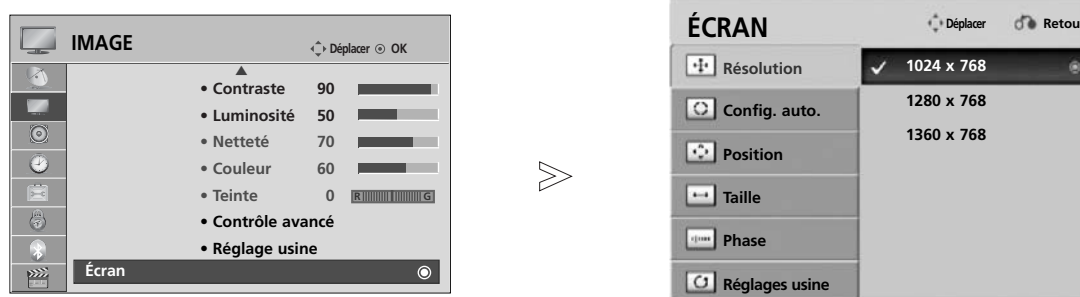 IMAGE
Déplacer OK
• Contraste 90
• Luminosité 50
• Netteté 70
• Couleur 60
• Teinte 0 R G
• Contrôle avancé
• Réglage usine
Écran
ÉCRAN
Déplacer Retou
Résolution
✓ 1024 x 768
1280 x 768
1360 x 768
Config. auto.
Position
Taille
Phase
Réglages usine